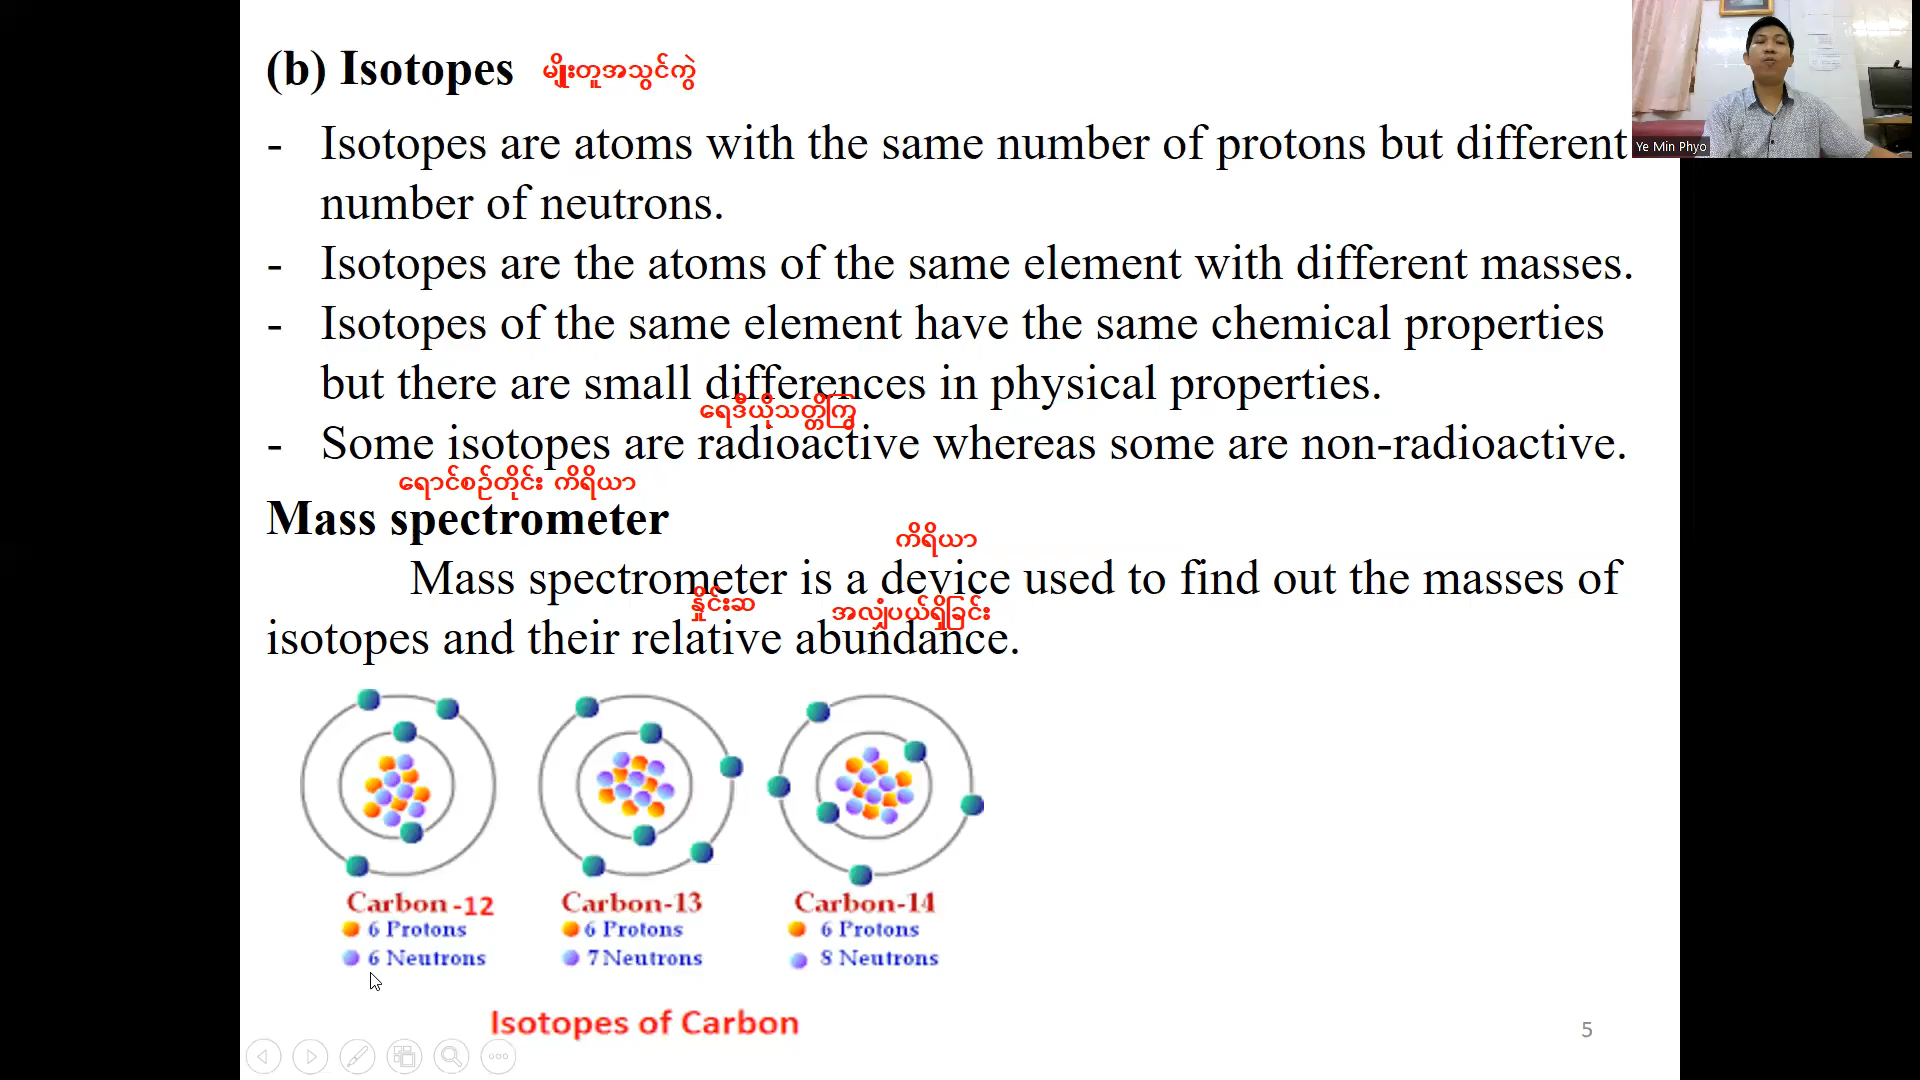 (b) Isotopes မျိုးတူအသွင်ကွဲ
Ye Min Phyo
- Isotopes are atoms with the same number of protons but different
number of neutrons.
- Isotopes are the atoms of the same element with different masses.
- Isotopes of the same element have the same chemical properties
but there are small differences in physical properties.
ရေဒီယိုသတ္တိကြွ
- Some isotopes are radioactive whereas some are non-radioactive.
ရောင်စဉ်တိုင်း ကိရိယာ
Mass spectrometer
ကိရိယာ
Mass spectrometer is a device used to find out the masses of
နှိုင်းဆ အလျှံပယ်ရှိခြင်း
isotopes and their relative abundance.
Carbon-12 Carbon-13 Carbon-14
6 Protons 6 Protons 6 Protons
6 Neutrons 7 Neutrons 8 Neutrons
Isotopes of Carbon
5